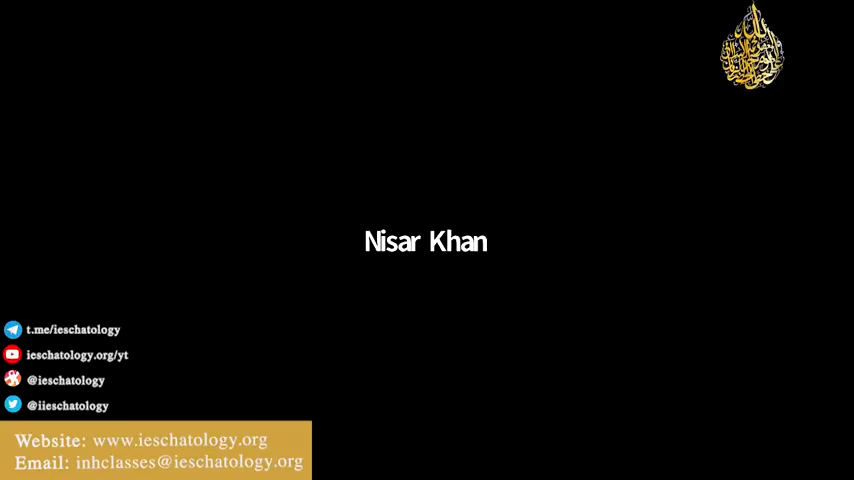 Nisar Khan
t.me/ieschatology
ieschatology.org/yt
@ieschatology
@iieschatology
Website: www.ieschatology.org
Email: inhclasses@ieschatology.org